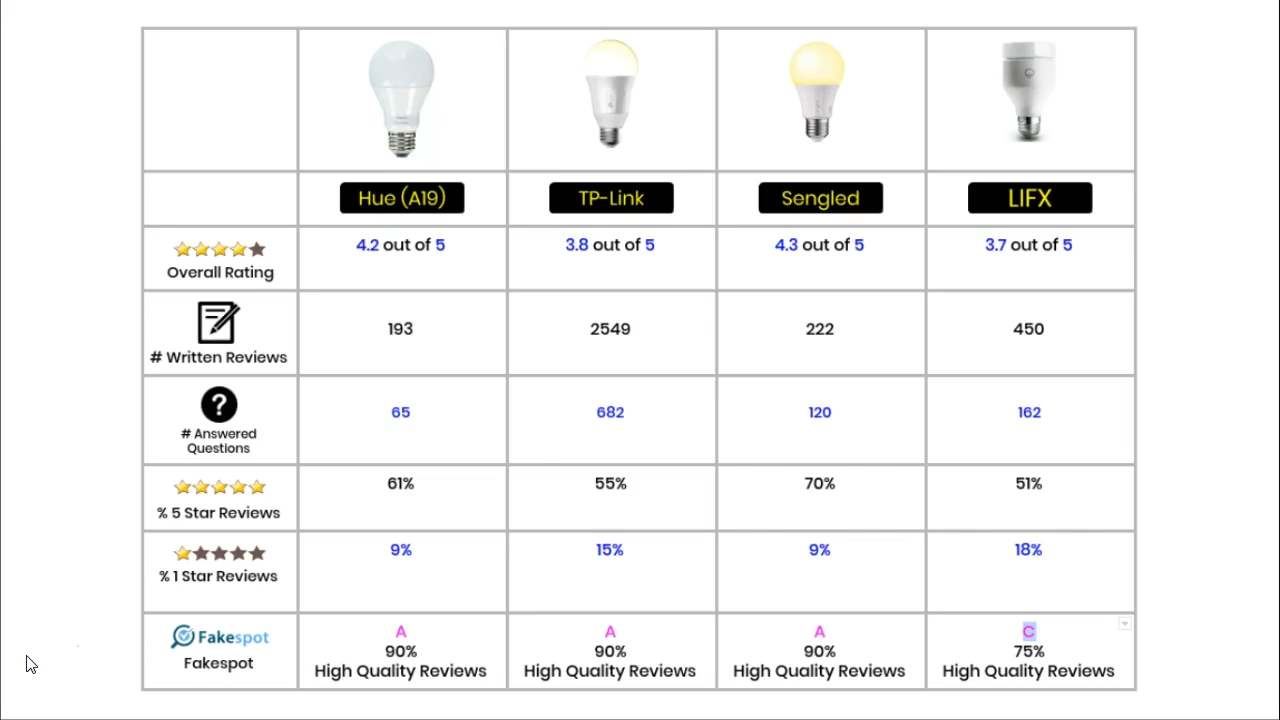 Hue (A19) TP-Link Sengled LIFX
Overall Rating 4.2 out of 5 3.8 out of 5 4.3 out of 5 3.7 out of 5
# Written Reviews 193 2549 222 450
?
# Answered
Questions 65 682 120 162
% 5 Star Reviews 61% 55% 70% 51%
% 1 Star Reviews 9% 15% 9% 18%
Fakespot
Fakespot
A A A C
90% 90% 90% 75%
High Quality Reviews High Quality Reviews High Quality Reviews High Quality Reviews